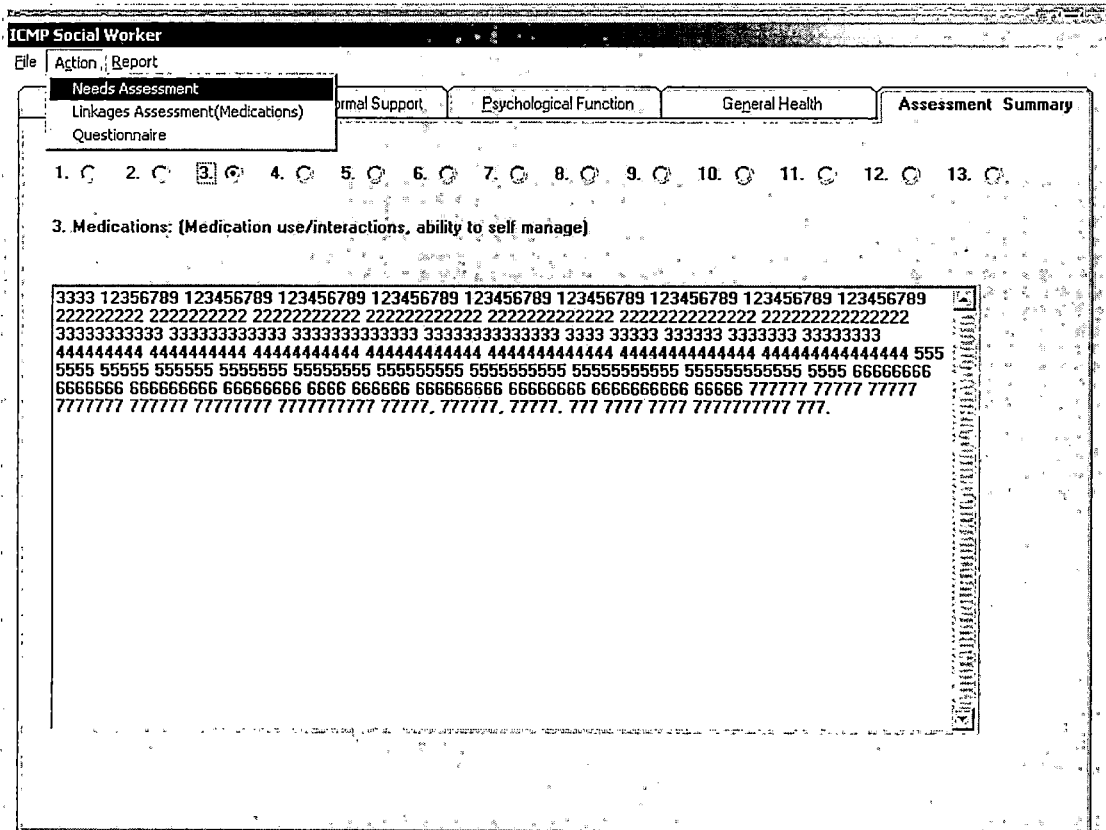 ICMP Social Worker
File Action Report
Needs Assessment
Linkages Assessment(Medications)
Questionnaire
ormal Support Psychological Function General Health Assessment Summary
1. 2. 3. 4. 5. 6. 7. 8. 9. 10. 11. 12. 13.
3. Medications: (Medication use/interactions, ability to self manage)
3333 12356789 123456789 123456789 123456789 123456789 123456789 123456789 123456789 123456789
222222222 2222222222 22222222222 222222222222 2222222222222 22222222222222 222222222222222
33333333333 333333333333 3333333333333 33333333333333 3333 33333 333333 3333333 33333333
444444444 4444444444 44444444444 444444444444 4444444444444 44444444444444 444444444444444 555
5555 55555 555555 5555555 55555555 555555555 5555555555 55555555555 555555555555 5555 66666666
6666666 666666666 66666666 6666 666666 666666666 66666666 6666666666 66666 777777 77777 77777
7777777 777777 77777777 7777777777 77777, 777777, 77777. 777 7777 7777 7777777777 777.